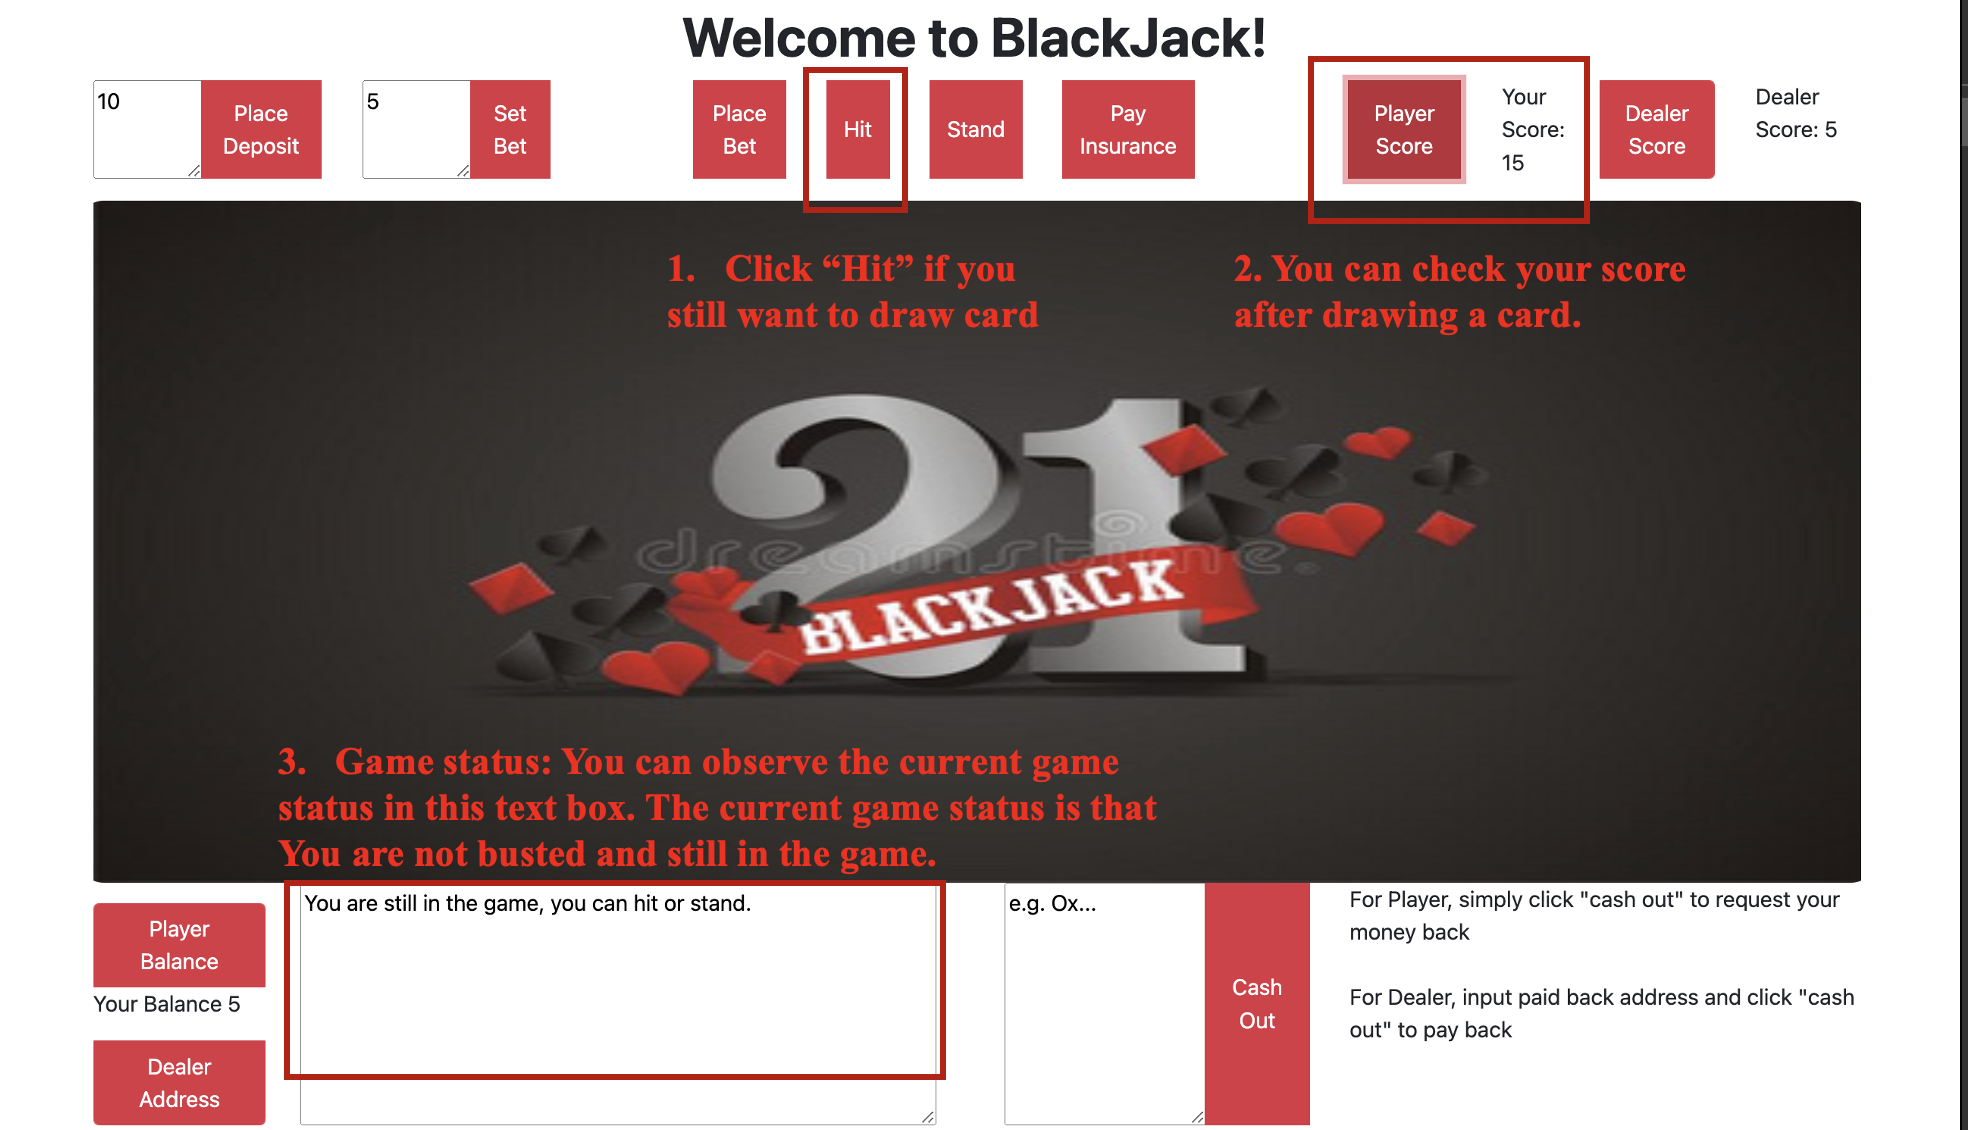 Welcome to BlackJack!
10
Place
Deposit
5
Set
Bet
Place
Bet
Hit
Stand
Pay
Insurance
Player
Score
Your
Score:
15
Dealer
Score
Dealer
Score: 5
1. Click “Hit” if you
still want to draw card
2. You can check your score
after drawing a card.
21
dreamstime.
BLACKJACK
3. Game status: You can observe the current game
status in this text box. The current game status is that
You are not busted and still in the game.
Player
Balance
Your Balance 5
Dealer
Address
You are still in the game, you can hit or stand.
e.g. Ox...
Cash
Out
For Player, simply click "cash out" to request your
money back
For Dealer, input paid back address and click "cash
out" to pay back